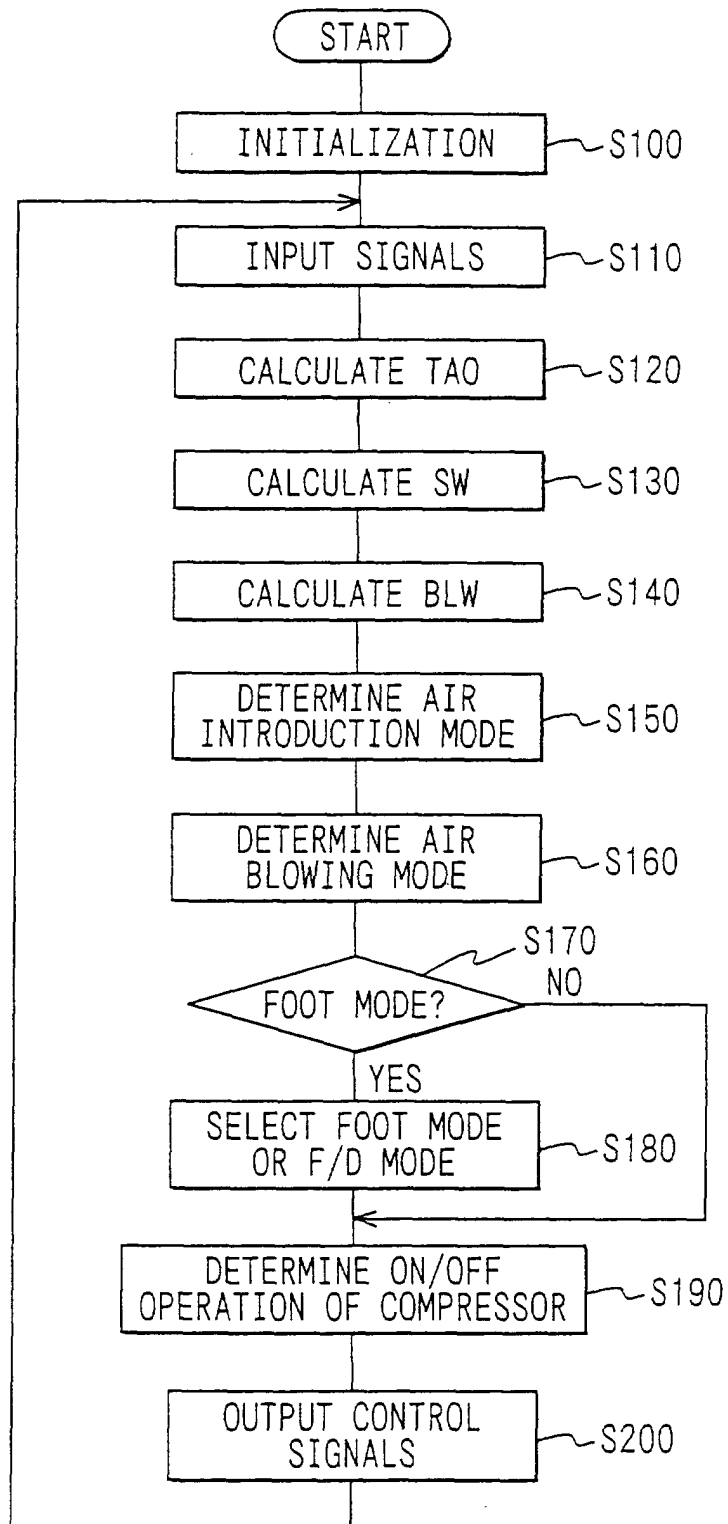 START
INITIALIZATION
S100
INPUT SIGNALS
S110
CALCULATE TAO
S120
CALCULATE SW
S130
CALCULATE BLW
S140
DETERMINE AIR
INTRODUCTION MODE
S150
DETERMINE AIR
BLOWING MODE
S160
S170
FOOT MODE?
NO
YES
SELECT FOOT MODE
OR F/D MODE
S180
DETERMINE ON/OFF
OPERATION OF COMPRESSOR
S190
OUTPUT CONTROL
SIGNALS
S200